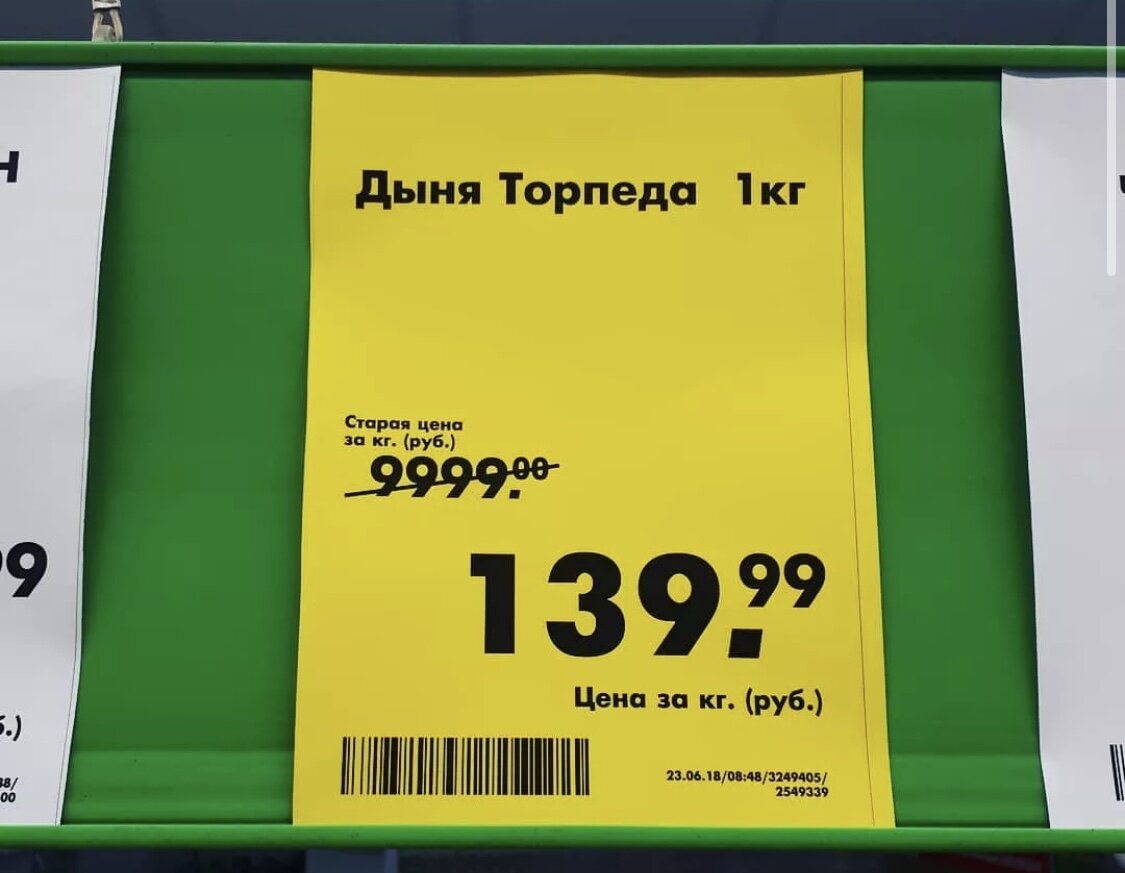 Дыня Торпеда 1кг
Старая цена
за кг. (руб.)
9999.00
139.99
Цена за кг. (руб.)
23.06.18/08:48/3249405/
2549339